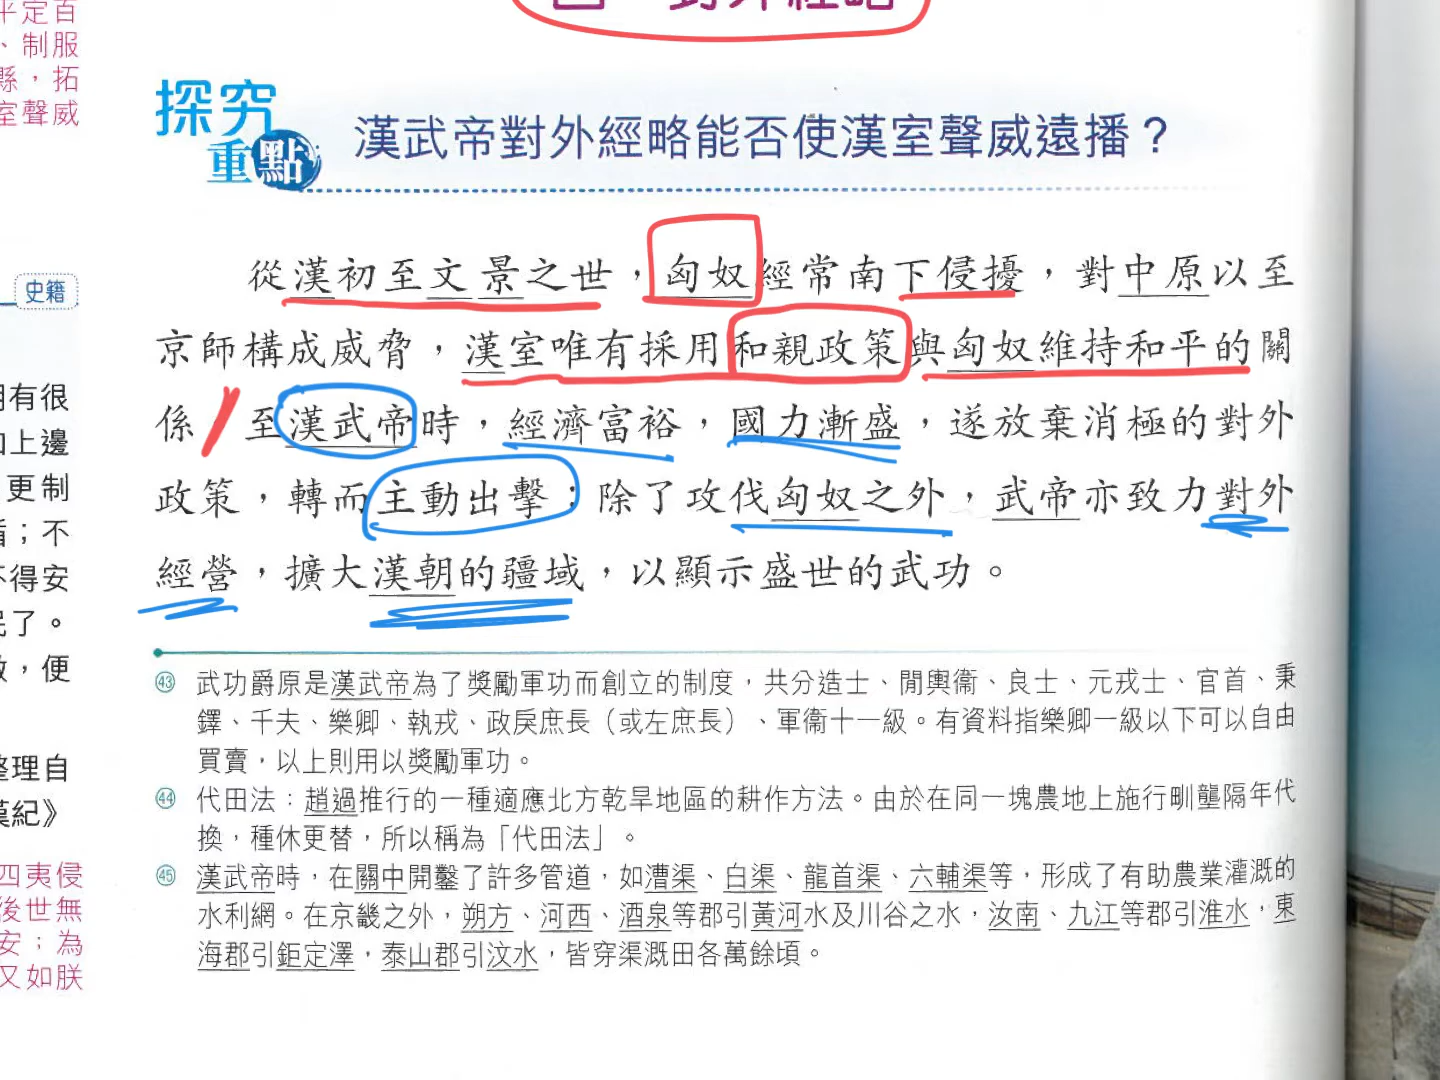 對外經略
平定百
、制服
縣，拓
室聲威
探究
重點
漢武帝對外經略能否使漢室聲威遠播？
從漢初至文景之世，匈奴經常南下侵擾，對中原以至
京師構成威脅，漢室唯有採用和親政策與匈奴維持和平的關
係，至漢武帝時，經濟富裕，國力漸盛，遂放棄消極的對外
政策，轉而主動出擊；除了攻伐匈奴之外，武帝亦致力對外
經營，擴大漢朝的疆域，以顯示盛世的武功。
史籍
有很
上邊
更制
；不
得安
了。
，便
整理自
漢紀》
四夷侵
後世無
安；為
又如朕
㊸ 武功爵原是漢武帝為了獎勵軍功而創立的制度，共分造士、閒輿衞、良士、元戎士、官首、秉
鐸、千夫、樂卿、執戎、政戾庶長（或左庶長）、軍衞十一級。有資料指樂卿一級以下可以自由
買賣，以上則用以獎勵軍功。
㊹ 代田法：趙過推行的一種適應北方乾旱地區的耕作方法。由於在同一塊農地上施行甽壟隔年代
換，種休更替，所以稱為「代田法」。
㊺ 漢武帝時，在關中開鑿了許多管道，如漕渠、白渠、龍首渠、六輔渠等，形成了有助農業灌溉的
水利網。在京畿之外，朔方、河西、酒泉等郡引黃河水及川谷之水，汝南、九江等郡引淮水，東
海郡引鉅定澤，泰山郡引汶水，皆穿渠溉田各萬餘頃。